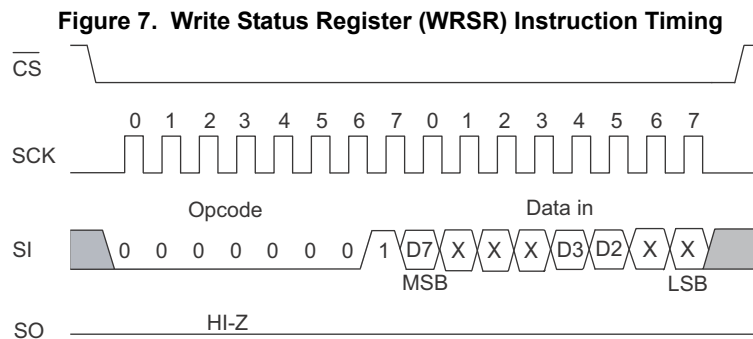 Figure 7. Write Status Register (WRSR) Instruction Timing
CS
0 1 2 3 4 5 6 7 0 1 2 3 4 5 6 7
SCK
Opcode Data in
SI 0 0 0 0 0 0 0 1 D7 X X X D3 D2 X X
MSB LSB
HI-Z
SO